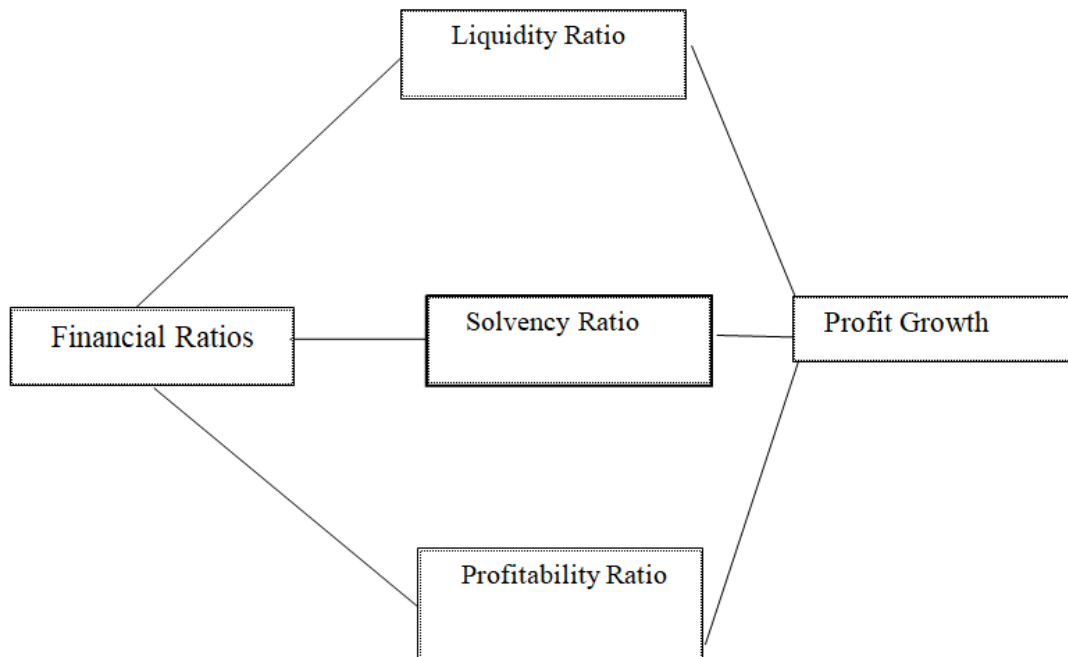 Liquidity Ratio
Financial Ratios
Solvency Ratio
Profit Growth
Profitability Ratio